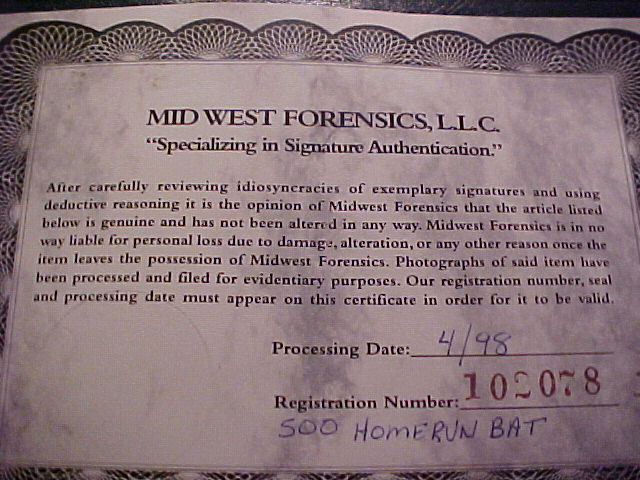 MID WEST FORENSICS, L.L.C.
"Specializing in Signature Authentication."
After carefully reviewing idiosyncracies of exemplary signatures and using
deductive reasoning it is the opinion of Midwest Forensics that the article listed
below is genuine and has not been altered in any way. Midwest Forensics is in no
way liable for personal loss due to damage, alteration, or any other reason once the
item leaves the possession of Midwest Forensics. Photographs of said item have
been processed and filed for evidentiary purposes. Our registration number, seal
and processing date must appear on this certificate in order for it to be valid.
Processing Date: 4/98
Registration Number: 102078
500 HOMERUN BAT